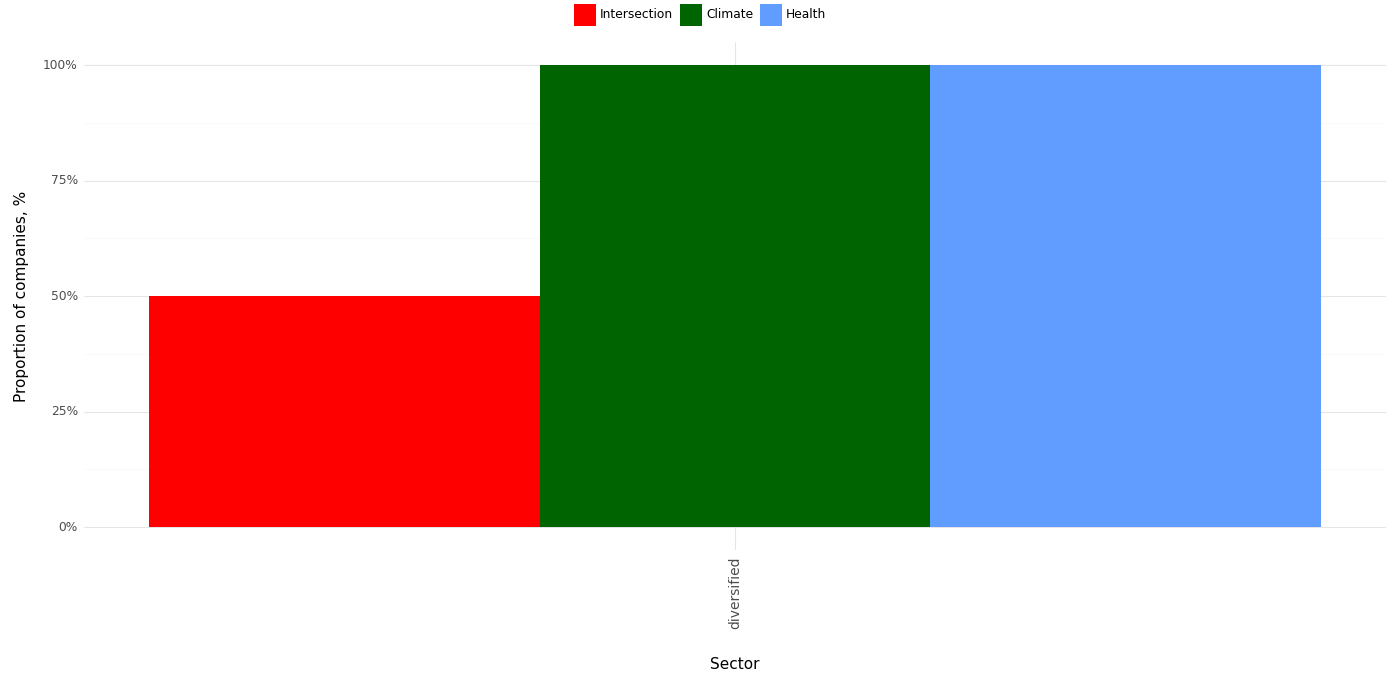 Intersection Climate Health
100%
75%
50%
25%
0%
Proportion of companies, %
diversified
Sector